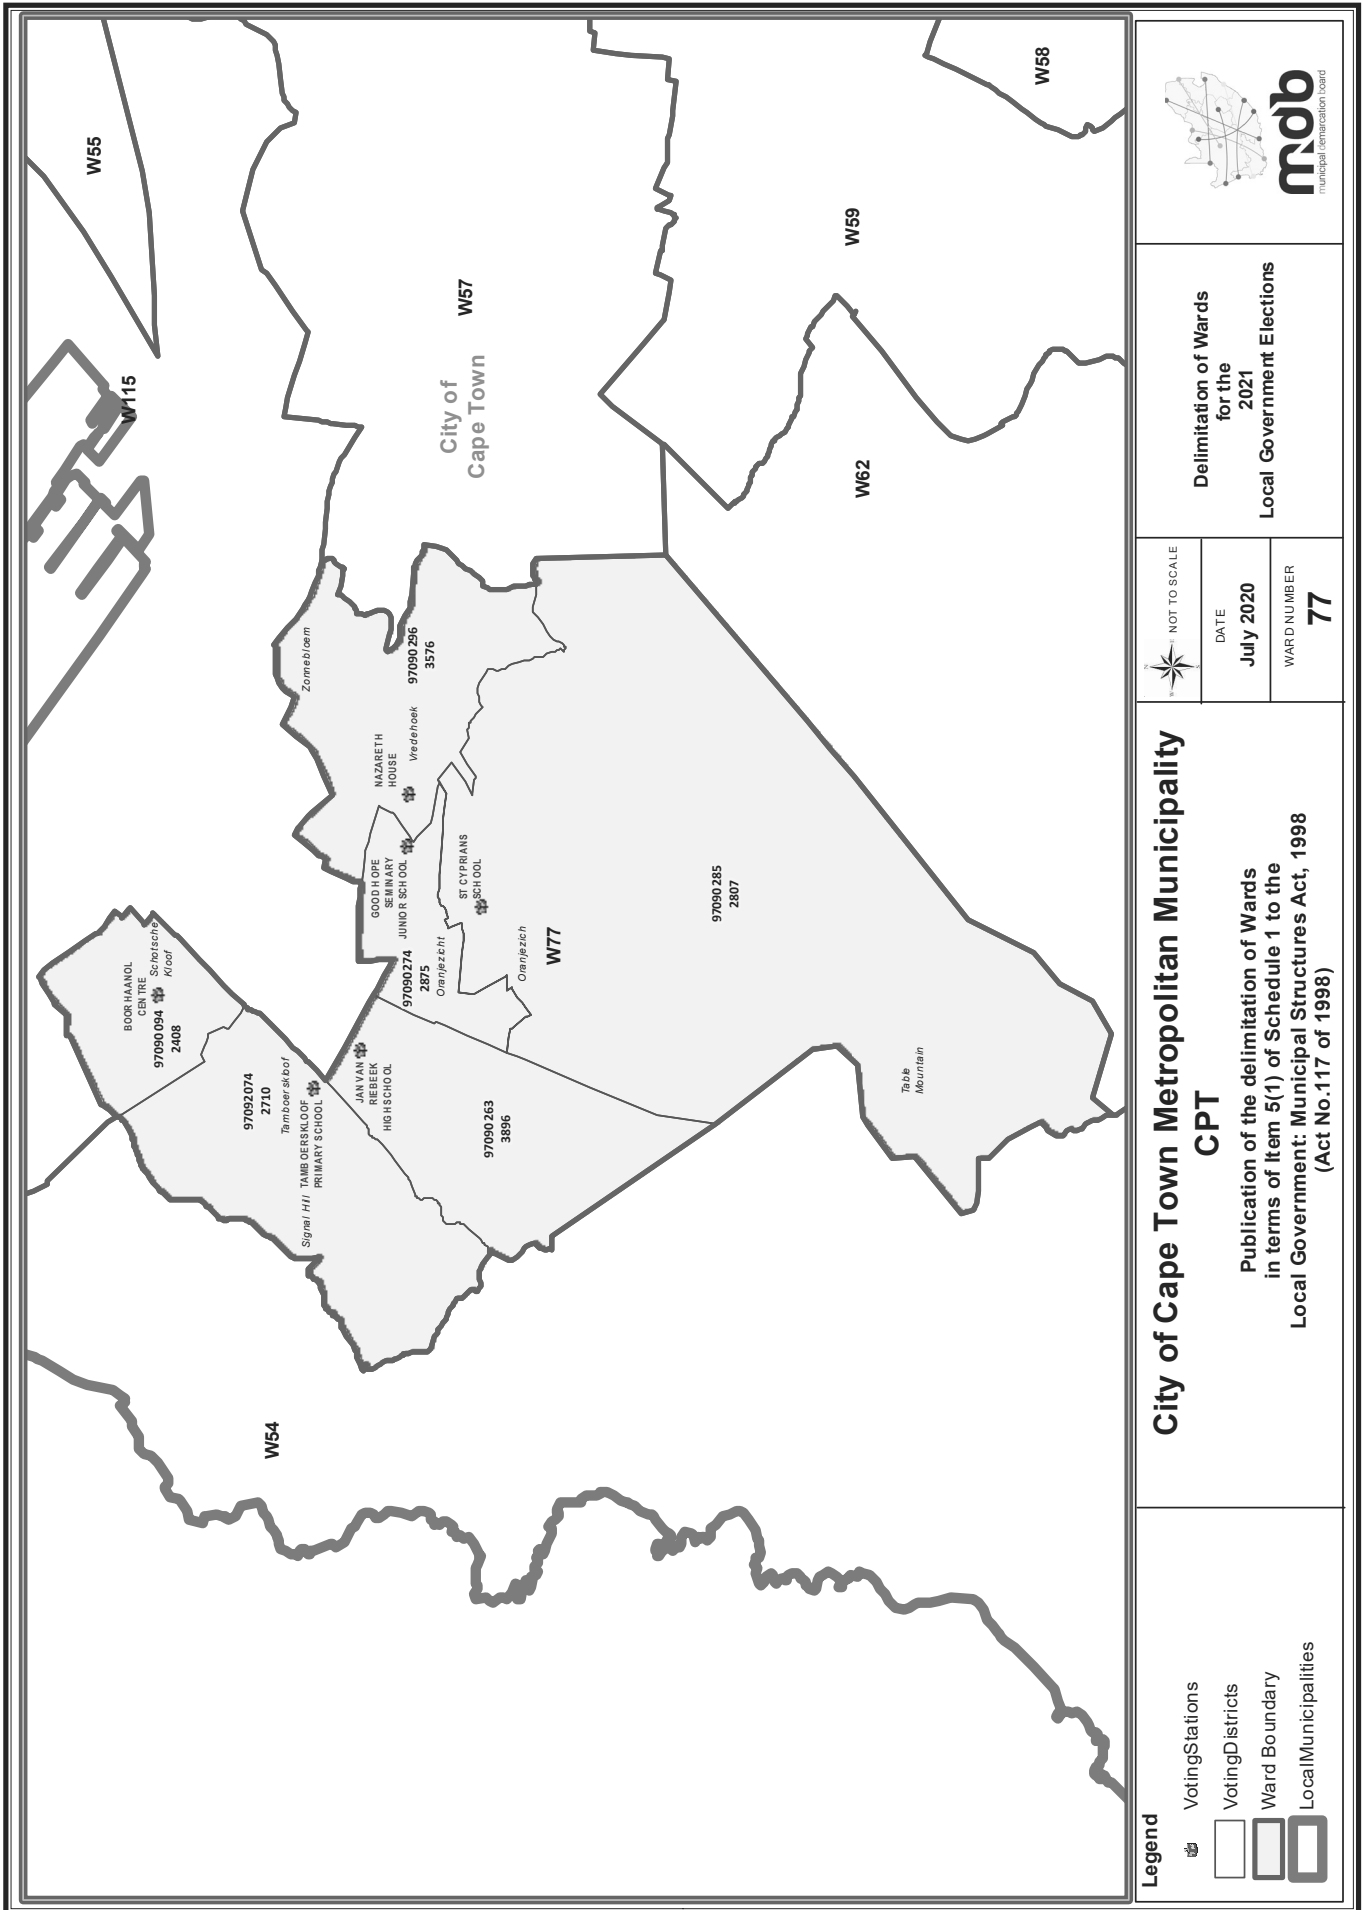 W55
W115
W57
City of
Cape Town
W58
W59
W62
W54
W77
BOORHAANOL
CENTRE
Schotsche
Kloof
97090094
2408
97092074
2710
Tamboerskloof
TAMBOERSKLOOF
PRIMARY SCHOOL
Signal Hill
JAN VAN
RIEBEEK
HIGH SCHOOL
97090263
3896
GOOD HOPE
SEMINARY
JUNIOR SCHOOL
97090274
2875
Oranjezicht
NAZARETH
HOUSE
Vredehoek
Zonnebloem
97090296
3576
ST CYPRIANS
SCHOOL
Oranjezich
97090285
2807
Table
Mountain
Legend
VotingStations
VotingDistricts
Ward Boundary
LocalMunicipalities
City of Cape Town Metropolitan Municipality
CPT
Publication of the delimitation of Wards
in terms of Item 5(1) of Schedule 1 to the
Local Government: Municipal Structures Act, 1998
(Act No.117 of 1998)
N
W
E
S
NOT TO SCALE
DATE
July 2020
WARD NUMBER
77
Delimitation of Wards
for the
2021
Local Government Elections
mdb
municipal demarcation board